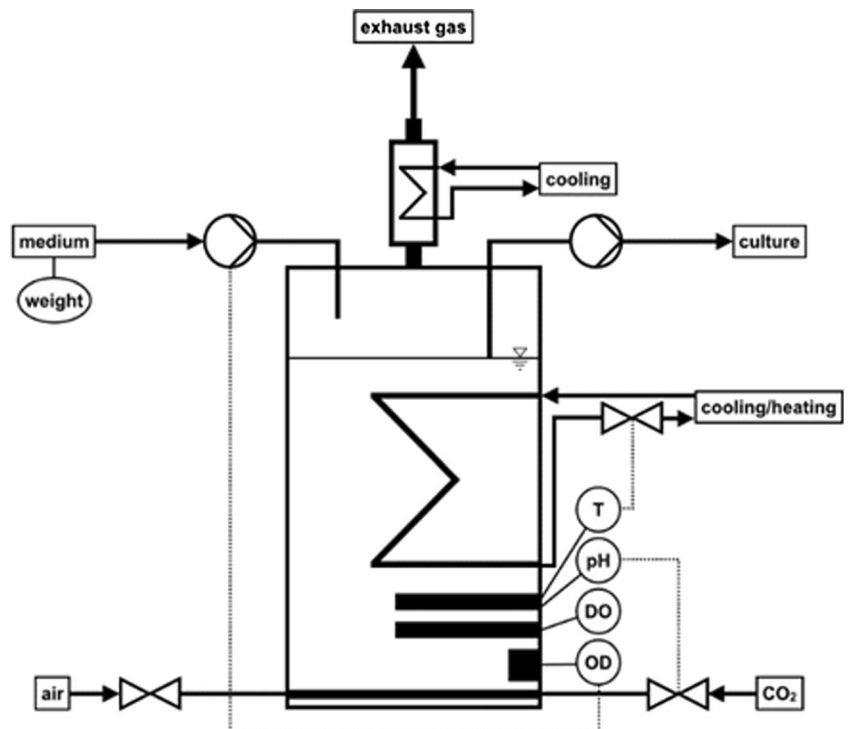 exhaust gas
cooling
medium
culture
weight
cooling/heating
T
pH
DO
OD
air
CO₂